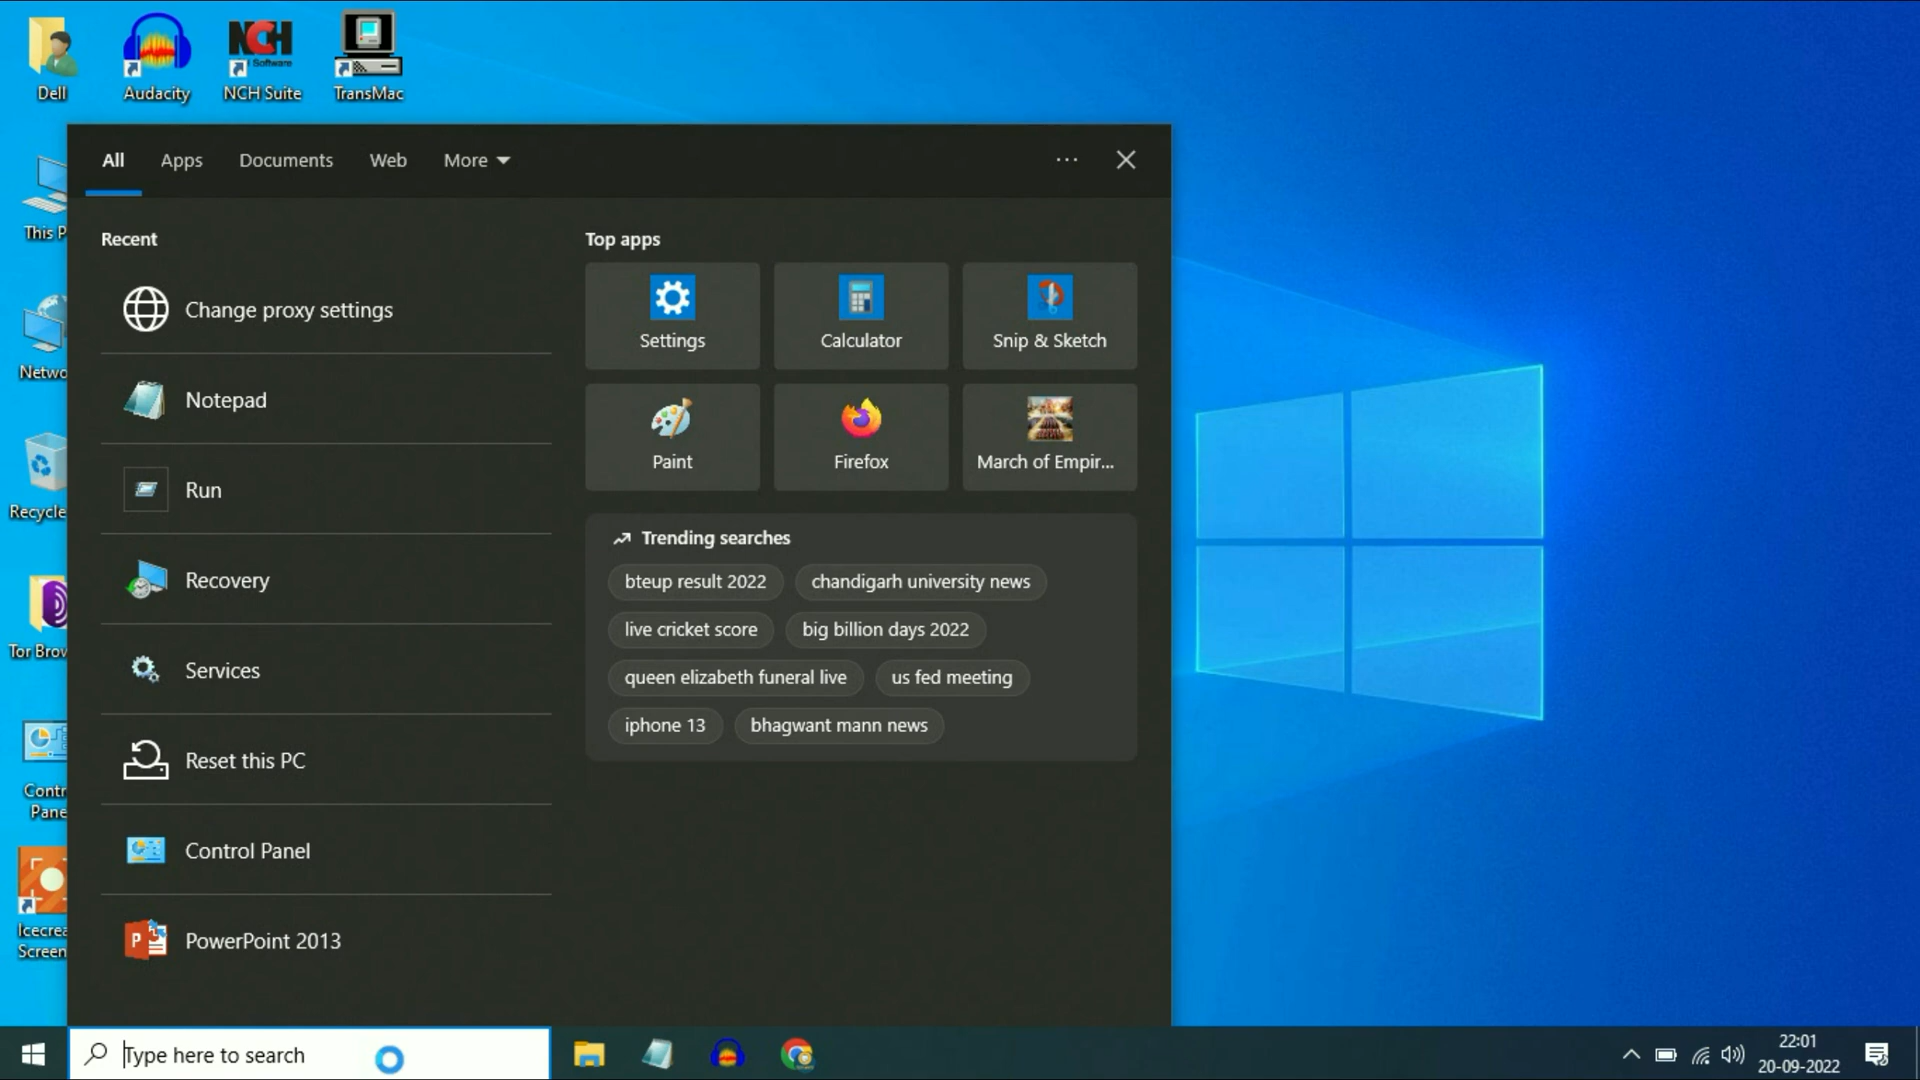 Dell
Audacity
NCH
Software
NCH Suite
TransMac
This P
Netwo
Recycle
Tor Brow
Contr
Pane
Icecrea
Screen
All
Apps
Documents
Web
More
Recent
Change proxy settings
Notepad
Run
Recovery
Services
Reset this PC
Control Panel
PowerPoint 2013
Top apps
Settings
Calculator
Snip & Sketch
Paint
Firefox
March of Empir...
Trending searches
bteup result 2022
chandigarh university news
live cricket score
big billion days 2022
queen elizabeth funeral live
us fed meeting
iphone 13
bhagwant mann news
Type here to search
22:01
20-09-2022